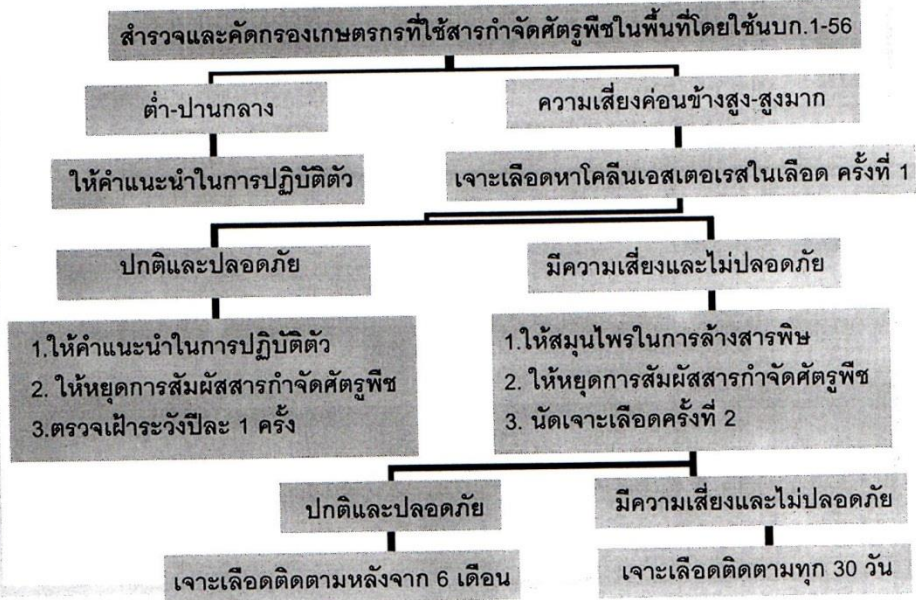 สำรวจและคัดกรองเกษตรกรที่ใช้สารกำจัดศัตรูพืชในพื้นที่โดยใช้นบก.1-56
ต่ำ-ปานกลาง
ความเสี่ยงค่อนข้างสูง-สูงมาก
ให้คำแนะนำในการปฏิบัติตัว
เจาะเลือดหาโคลีนเอสเตอเรสในเลือด ครั้งที่ 1
ปกติและปลอดภัย
มีความเสี่ยงและไม่ปลอดภัย
1.ให้คำแนะนำในการปฏิบัติตัว
2. ให้หยุดการสัมผัสสารกำจัดศัตรูพืช
3.ตรวจเฝ้าระวังปีละ 1 ครั้ง
1.ให้สมุนไพรในการล้างสารพิษ
2. ให้หยุดการสัมผัสสารกำจัดศัตรูพืช
3. นัดเจาะเลือดครั้งที่ 2
ปกติและปลอดภัย
มีความเสี่ยงและไม่ปลอดภัย
เจาะเลือดติดตามหลังจาก 6 เดือน
เจาะเลือดติดตามทุก 30 วัน